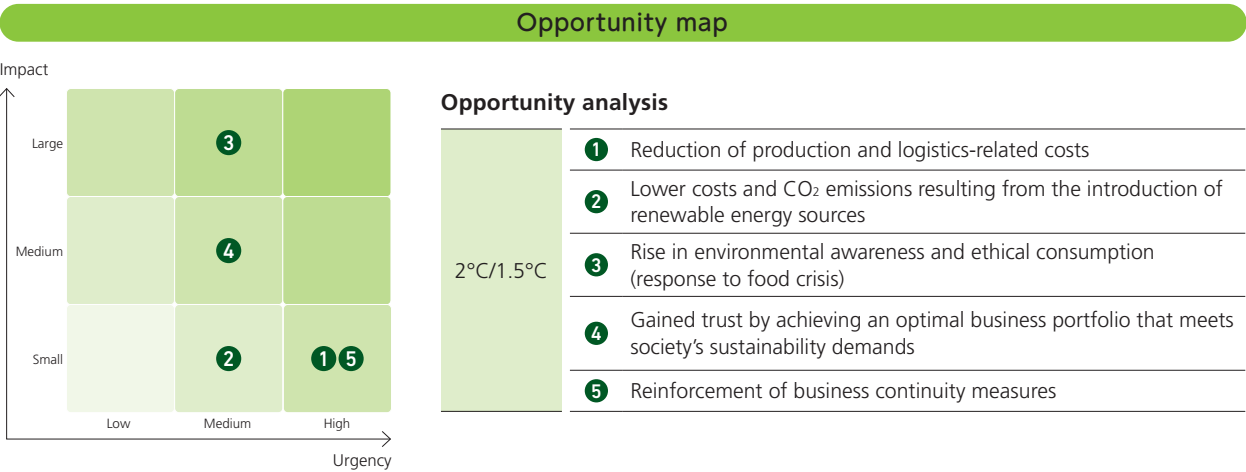 Opportunity map
Impact
Large
3
Medium
4
Small
2
1 5
Low
Medium
High
Urgency
Opportunity analysis
2°C/1.5°C
1 Reduction of production and logistics-related costs
2 Lower costs and CO₂ emissions resulting from the introduction of
renewable energy sources
3 Rise in environmental awareness and ethical consumption
(response to food crisis)
4 Gained trust by achieving an optimal business portfolio that meets
society’s sustainability demands
5 Reinforcement of business continuity measures